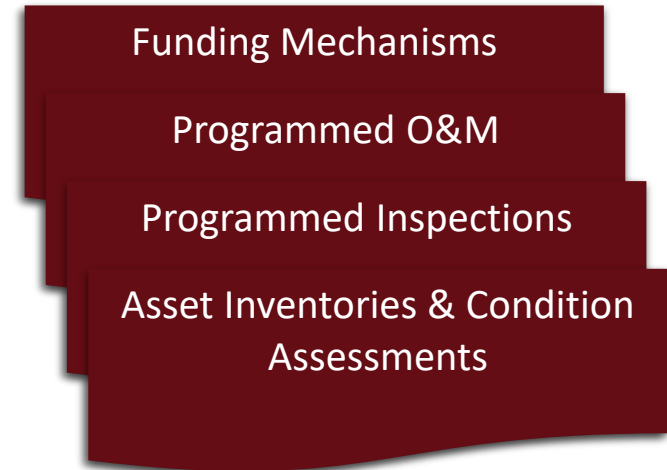 Funding Mechanisms
Programmed O&M
Programmed Inspections
Asset Inventories & Condition
Assessments